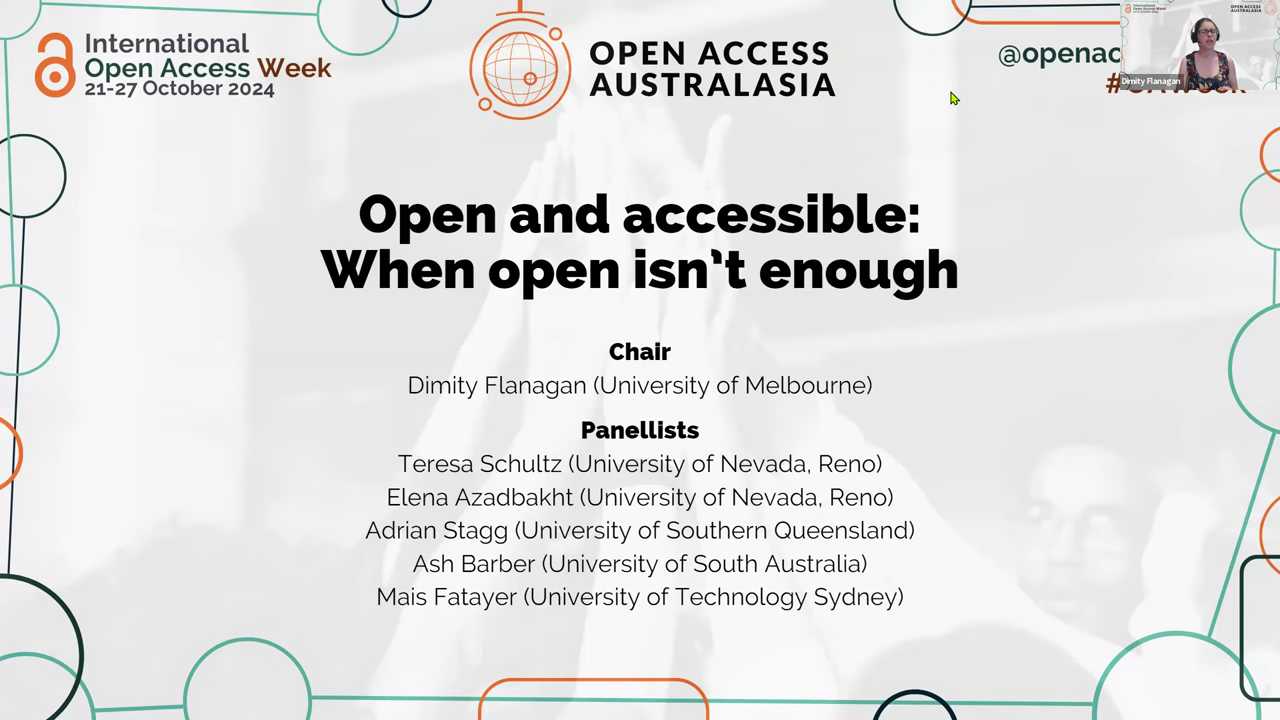 International
Open Access Week
21-27 October 2024
OPEN ACCESS
AUSTRALASIA
Dimity Flanagan
Open and accessible:
When open isn't enough
Chair
Dimity Flanagan (University of Melbourne)
Panellists
Teresa Schultz (University of Nevada, Reno)
Elena Azadbakht (University of Nevada, Reno)
Adrian Stagg (University of Southern Queensland)
Ash Barber (University of South Australia)
Mais Fatayer (University of Technology Sydney)